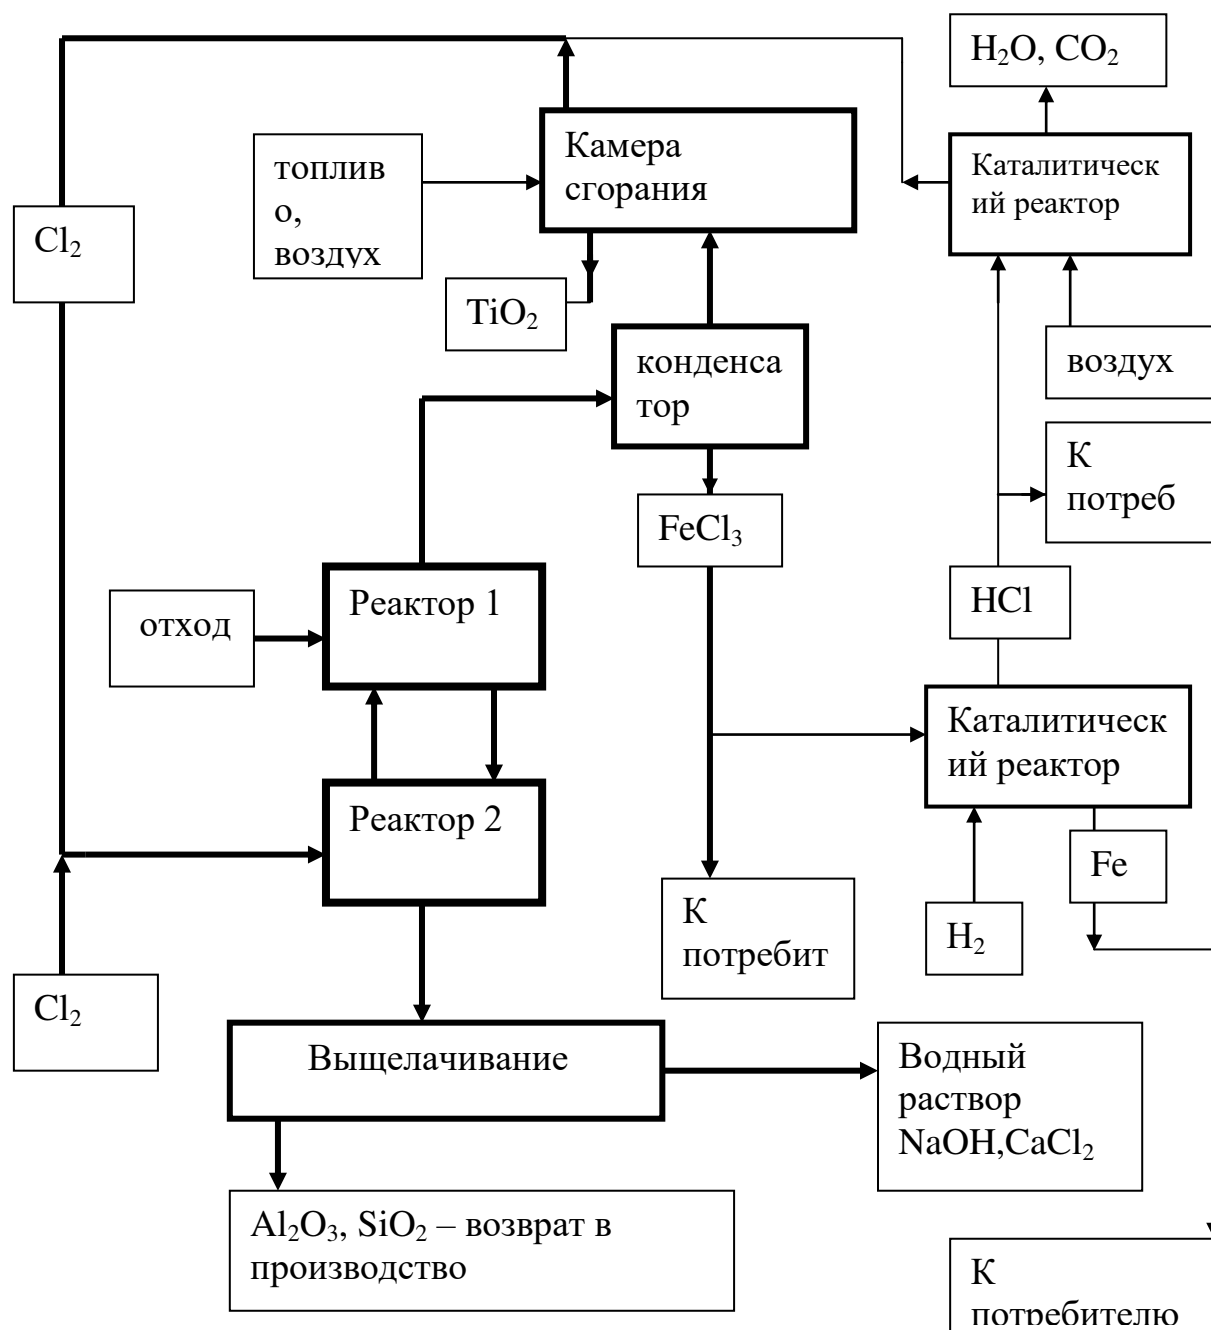 H₂O, CO₂
Камера
сгорания
топлив
о,
воздух
Каталитическ
ий реактор
Cl₂
TiO₂
конденса
тор
воздух
К
потреб
FeCl₃
Реактор 1
отход
HCl
Каталитическ
ий реактор
Реактор 2
Fe
К
потребит
H₂
Cl₂
Выщелачивание
Водный
раствор
NaOH,CaCl₂
Al₂O₃, SiO₂ – возврат в
производство
К
потребителю